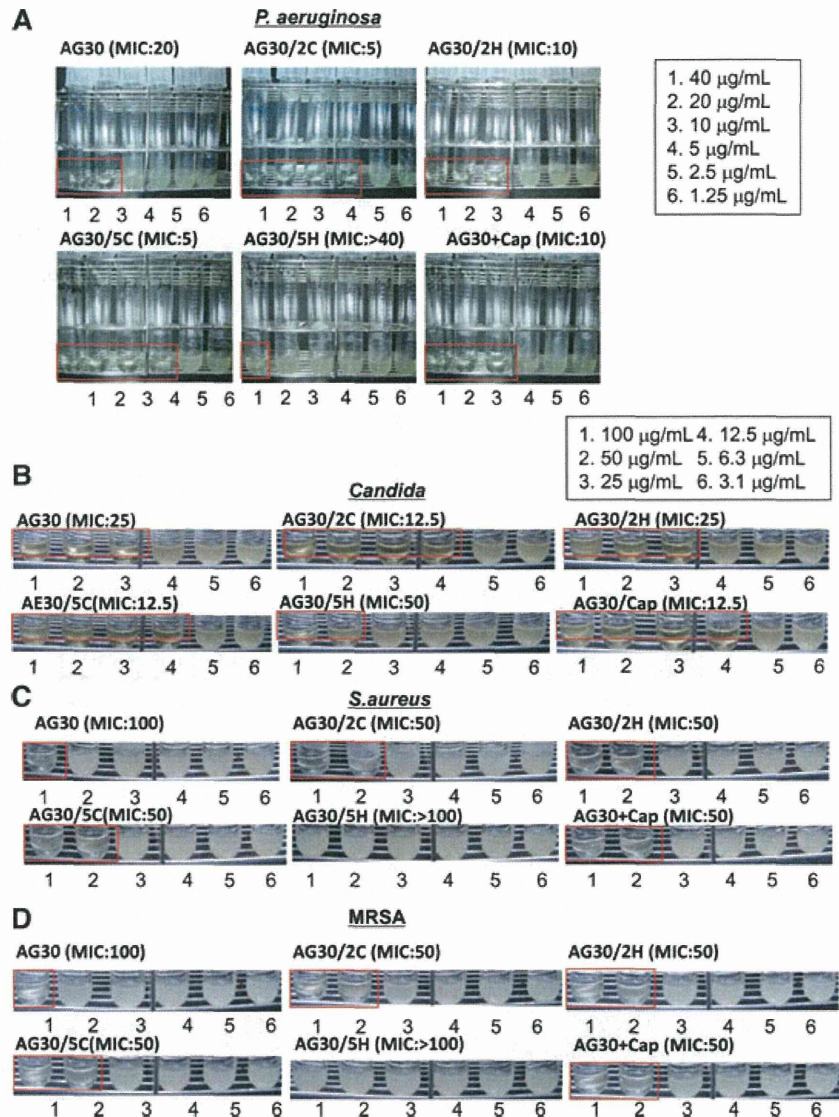 A
P. aeruginosa
AG30 (MIC:20) AG30/2C (MIC:5) AG30/2H (MIC:10)
1. 40 µg/mL
2. 20 µg/mL
3. 10 µg/mL
4. 5 µg/mL
5. 2.5 µg/mL
6. 1.25 µg/mL
1 2 3 4 5 6 1 2 3 4 5 6 1 2 3 4 5 6
AG30/5C (MIC:5) AG30/5H (MIC:>40) AG30+Cap (MIC:10)
1 2 3 4 5 6 1 2 3 4 5 6 1 2 3 4 5 6
1. 100 µg/mL 4. 12.5 µg/mL
2. 50 µg/mL 5. 6.3 µg/mL
3. 25 µg/mL 6. 3.1 µg/mL
B
Candida
AG30 (MIC:25) AG30/2C (MIC:12.5) AG30/2H (MIC:25)
1 2 3 4 5 6 1 2 3 4 5 6 1 2 3 4 5 6
AE30/5C(MIC:12.5) AG30/5H (MIC:50) AG30/Cap (MIC:12.5)
1 2 3 4 5 6 1 2 3 4 5 6 1 2 3 4 5 6
C
S.aureus
AG30 (MIC:100) AG30/2C (MIC:50) AG30/2H (MIC:50)
1 2 3 4 5 6 1 2 3 4 5 6 1 2 3 4 5 6
AG30/5C(MIC:50) AG30/5H (MIC:>100) AG30+Cap (MIC:50)
1 2 3 4 5 6 1 2 3 4 5 6 1 2 3 4 5 6
D
MRSA
AG30 (MIC:100) AG30/2C (MIC:50) AG30/2H (MIC:50)
1 2 3 4 5 6 1 2 3 4 5 6 1 2 3 4 5 6
AG30/5C(MIC:50) AG30/5H (MIC:>100) AG30+Cap (MIC:50)
1 2 3 4 5 6 1 2 3 4 5 6 1 2 3 4 5 6